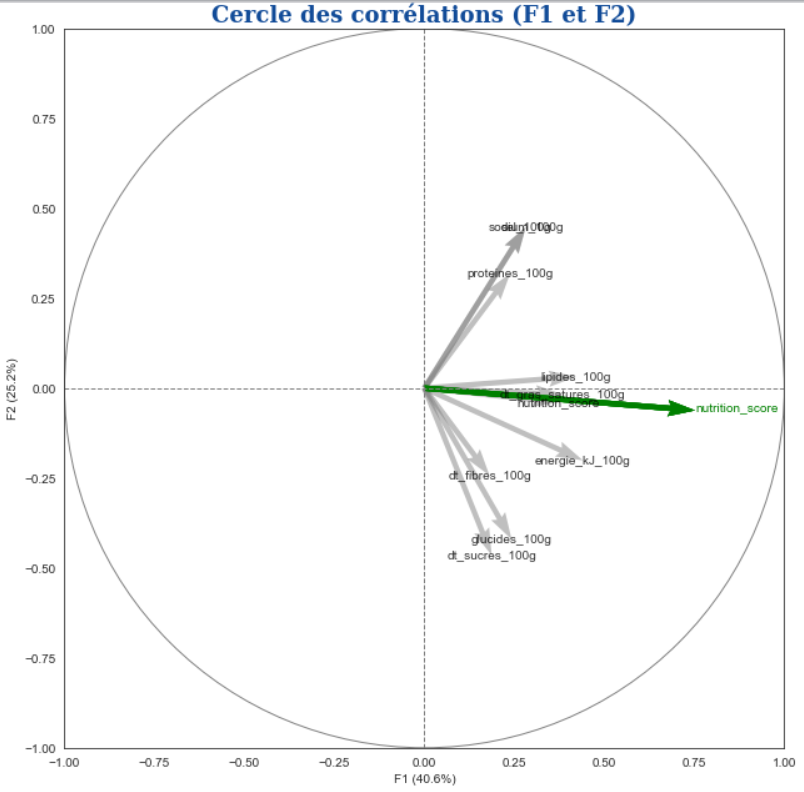 Cercle des corrélations (F1 et F2)
1.00
0.75
0.50
0.25
0.00
−0.25
−0.50
−0.75
−1.00
F2 (25.2%)
proteines_100g
lipides_100g
dt_gras_satures_100g
nutrition_score
nutrition_score
energie_kJ_100g
dt_fibres_100g
glucides_100g
dt_sucres_100g
−1.00 −0.75 −0.50 −0.25 0.00 0.25 0.50 0.75 1.00
F1 (40.6%)